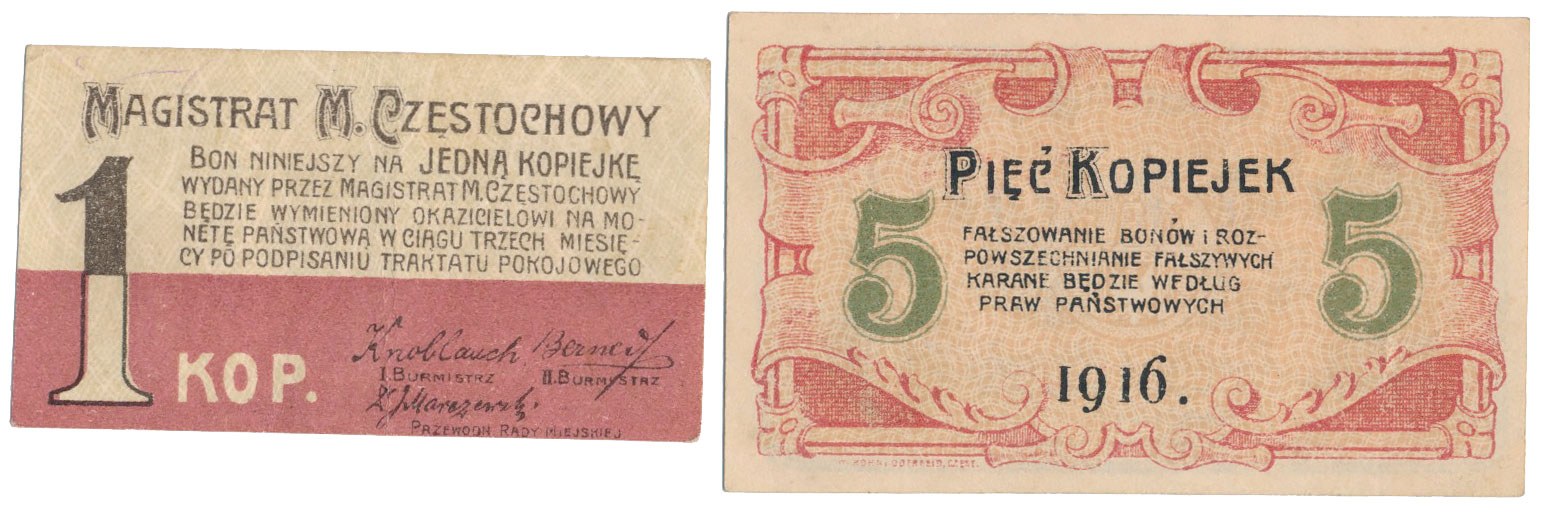 MAGISTRAT M. CZĘSTOCHOWY
1
BON NINIEJSZY NA JEDNĄ KOPIEJKĘ
WYDANY PRZEZ MAGISTRAT M. CZĘSTOCHOWY
BĘDZIE WYMIENIONY OKAZICIELOWI NA MO-
NETĘ PAŃSTWOWĄ W CIĄGU TRZECH MIESIĘ-
CY PO PODPISANIU TRAKTATU POKOJOWEGO
KOP.
Knoblauch
I. BURMISTRZ II. BURMISTRZ
PRZEWODN. RADY MIEJSKIEJ
PIĘĆ KOPIEJEK
5 5
FAŁSZOWANIE BONÓW I ROZ-
POWSZECHNIANIE FAŁSZYWYCH
KARANE BĘDZIE WEDŁUG
PRAW PAŃSTWOWYCH
1916.